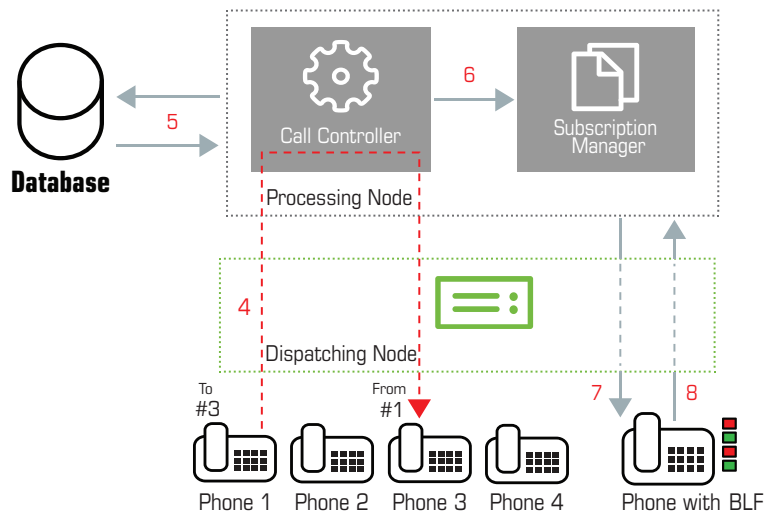 6
5
Call Controller
Subscription
Manager
Database
Processing Node
4
Dispatching Node
To
#3
From
#1
7
8
Phone 1
Phone 2
Phone 3
Phone 4
Phone with BLF